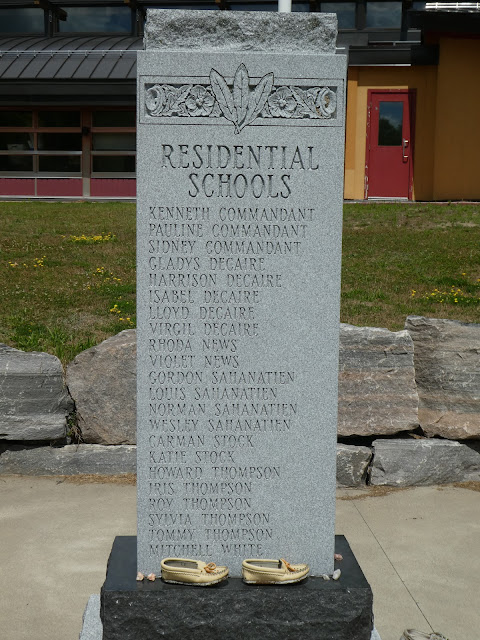 RESIDENTIAL
SCHOOLS
KENNETH COMMANDANT
PAULINE COMMANDANT
SIDNEY COMMANDANT
GLADYS DECAIRE
HARRISON DECAIRE
ISABEL DECAIRE
LLOYD DECAIRE
VIRGIL DECAIRE
RHODA NEWS
VIOLET NEWS
GORDON SAHANATIEN
LOUIS SAHANATIEN
NORMAN SAHANATIEN
WESLEY SAHANATIEN
CARMAN STOCK
KATIE STOCK
HOWARD THOMPSON
IRIS THOMPSON
ROY THOMPSON
SYLVIA THOMPSON
TOMMY THOMPSON
MITCHELL WHITE